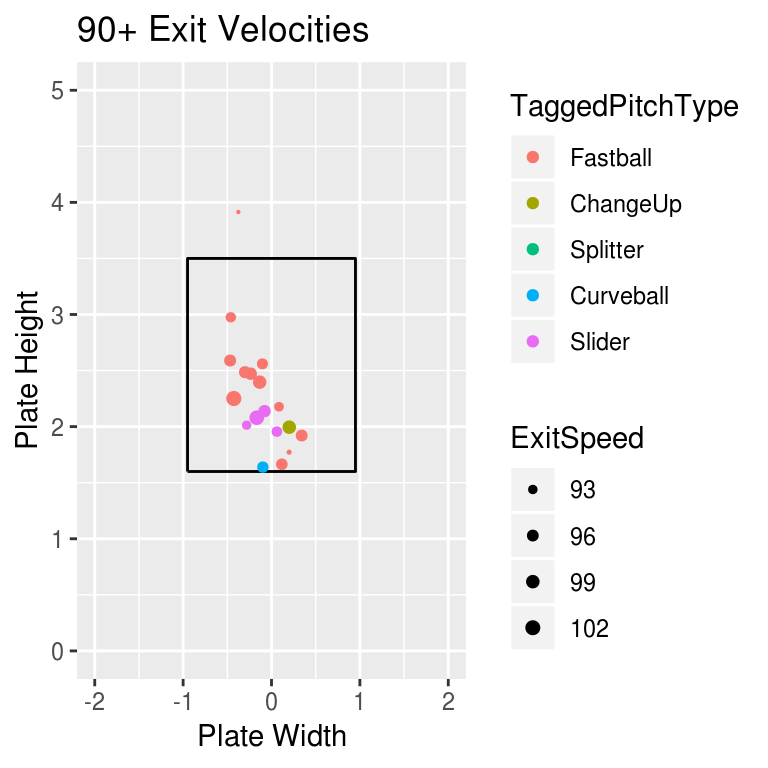 90+ Exit Velocities
5
4
3
2
1
0
Plate Height
-2 -1 0 1 2
Plate Width
TaggedPitchType
Fastball
ChangeUp
Splitter
Curveball
Slider
ExitSpeed
93
96
99
102